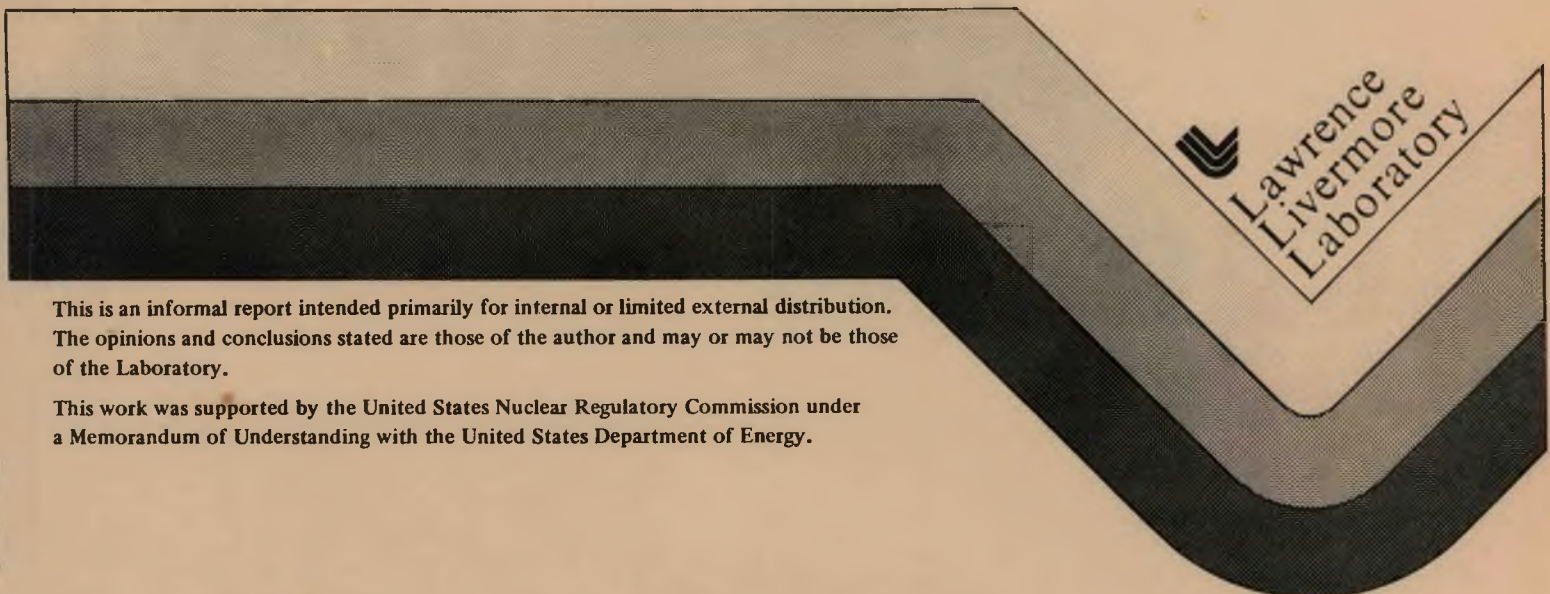 Lawrence
Livermore
Laboratory
This is an informal report intended primarily for internal or limited external distribution.
The opinions and conclusions stated are those of the author and may or may not be those
of the Laboratory.
This work was supported by the United States Nuclear Regulatory Commission under
a Memorandum of Understanding with the United States Department of Energy.